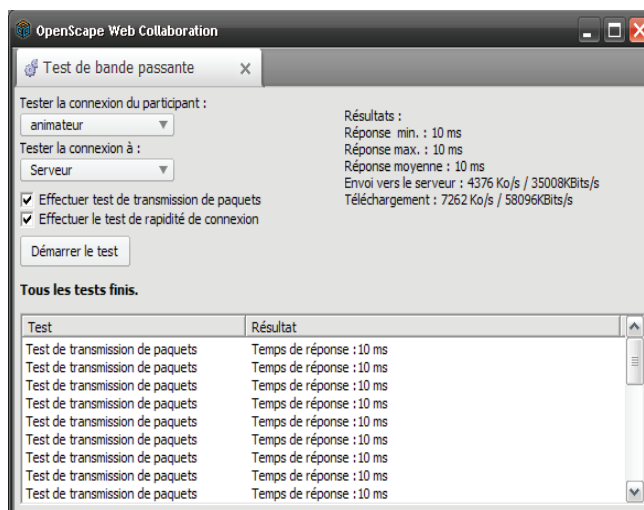 OpenScape Web Collaboration
Test de bande passante
Tester la connexion du participant :
animateur
Tester la connexion à :
Serveur
Effectuer test de transmission de paquets
Effectuer le test de rapidité de connexion
Démarrer le test
Résultats :
Réponse min. : 10 ms
Réponse max. : 10 ms
Réponse moyenne : 10 ms
Envoi vers le serveur : 4376 Ko/s / 35008KBits/s
Téléchargement : 7262 Ko/s / 58096KBits/s
Tous les tests finis.
Test Résultat
Test de transmission de paquets Temps de réponse :10 ms
Test de transmission de paquets Temps de réponse :10 ms
Test de transmission de paquets Temps de réponse :10 ms
Test de transmission de paquets Temps de réponse :10 ms
Test de transmission de paquets Temps de réponse :10 ms
Test de transmission de paquets Temps de réponse :10 ms
Test de transmission de paquets Temps de réponse :10 ms
Test de transmission de paquets Temps de réponse :10 ms
Test de transmission de paquets Temps de réponse :10 ms